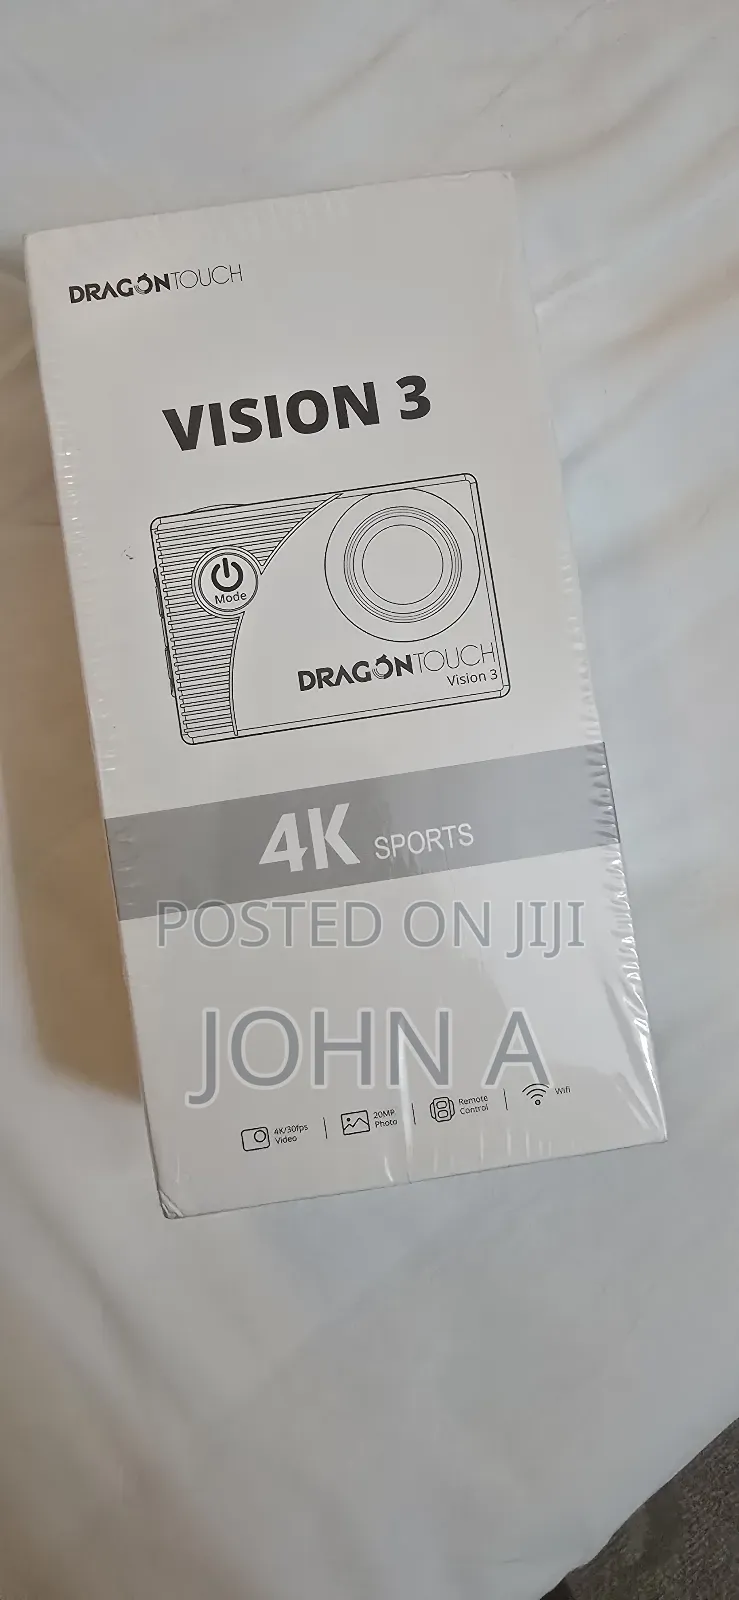 DRAGONTOUCH
VISION 3
Mode
DRAGONTOUCH
Vision 3
4K SPORTS
POSTED ON JIJI
JOHN A
4K/30fps
Video
20MP
Photo
Remote
Control
Wifi